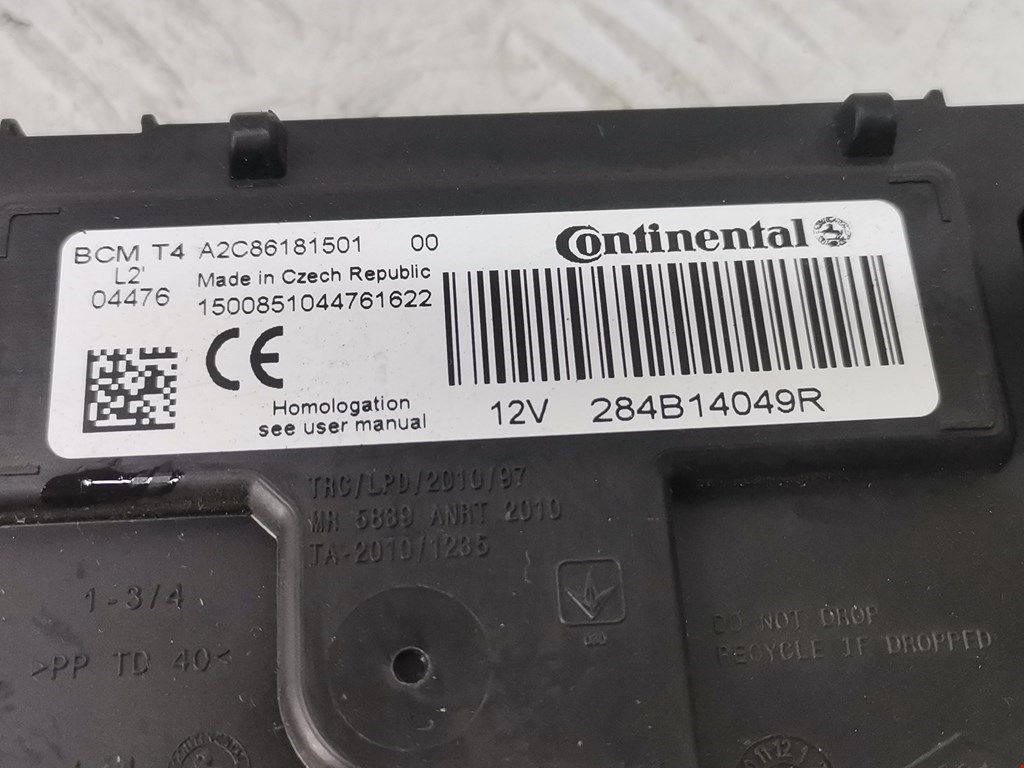 BCM T4 A2C86181501 00
Continental
L2'
Made in Czech Republic
04476
1500851044761622
CE
Homologation
see user manual
12V 284B14049R
TRC/LPD/2010/97
MR 5839 ANRT 2010
TA-2010/1235
1-3/4
>PP TD 40<
DO NOT DROP
RECYCLE IF DROPPED